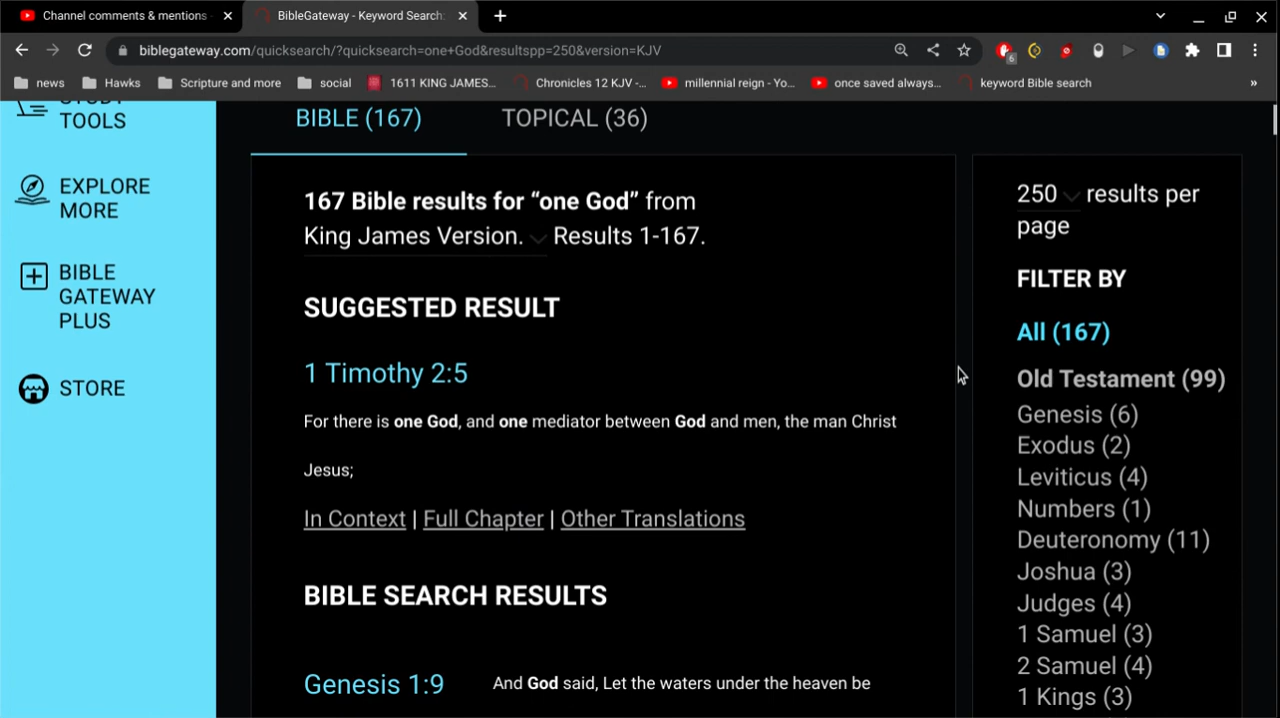 Channel comments & mentions
BibleGateway - Keyword Search:
biblegateway.com/quicksearch/?quicksearch=one+God&resultspp=250&version=KJV
6
news
Hawks
Scripture and more
social
1611 KING JAMES...
Chronicles 12 KJV -...
millennial reign - Yo...
once saved always...
keyword Bible search
»
STUDY
TOOLS
EXPLORE
MORE
BIBLE
GATEWAY
PLUS
STORE
BIBLE (167)
TOPICAL (36)
167 Bible results for “one God” from
King James Version. Results 1-167.
SUGGESTED RESULT
1 Timothy 2:5
For there is one God, and one mediator between God and men, the man Christ
Jesus;
In Context | Full Chapter | Other Translations
BIBLE SEARCH RESULTS
Genesis 1:9
And God said, Let the waters under the heaven be
250 results per
page
FILTER BY
All (167)
Old Testament (99)
Genesis (6)
Exodus (2)
Leviticus (4)
Numbers (1)
Deuteronomy (11)
Joshua (3)
Judges (4)
1 Samuel (3)
2 Samuel (4)
1 Kings (3)